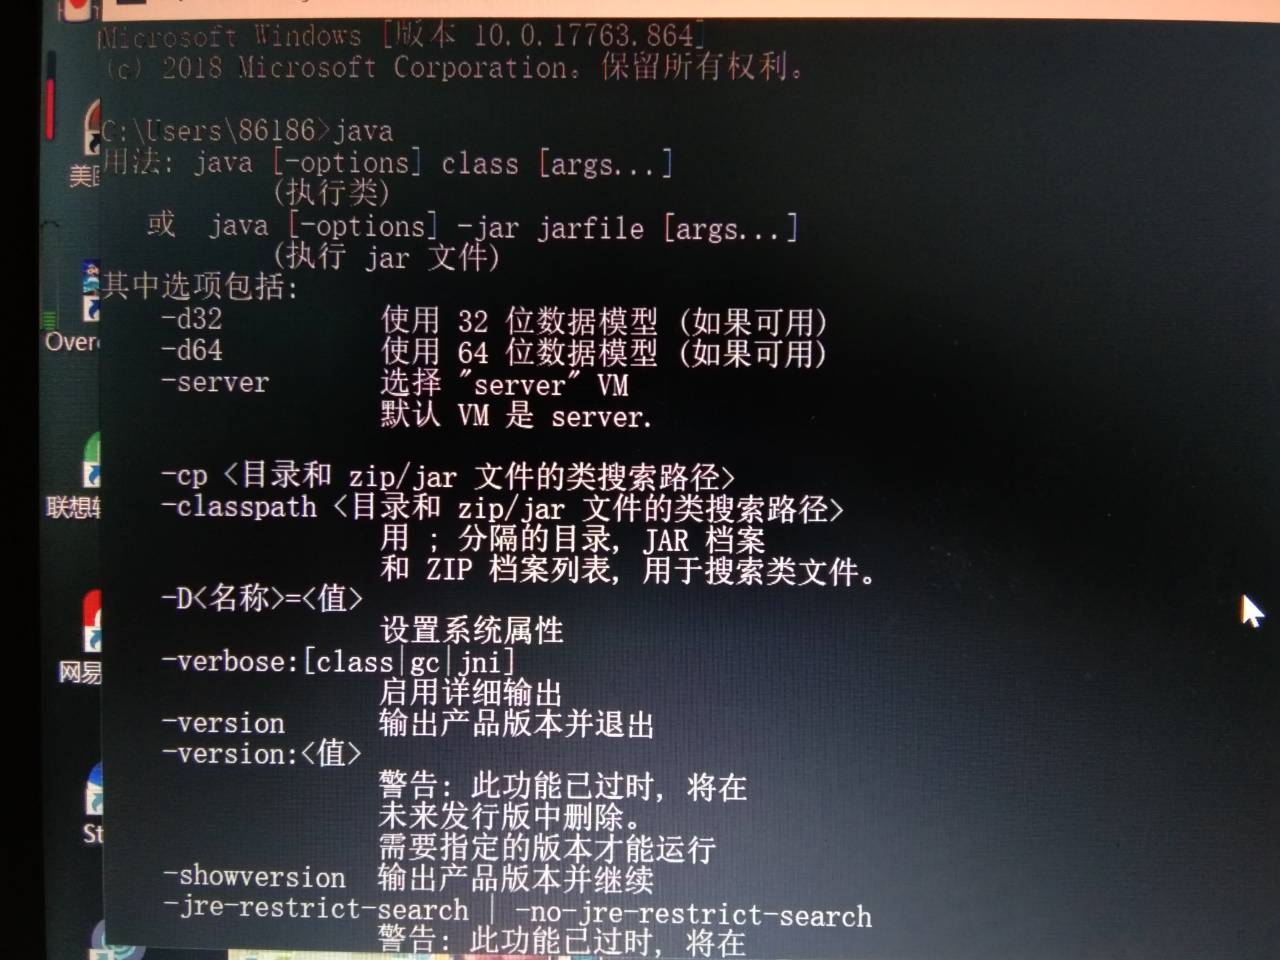 Microsoft Windows [版本 10.0.17763.864]
(c) 2018 Microsoft Corporation。保留所有权利。
C:\Users\86186>java
用法: java [-options] class [args...]
(执行类)
或  java [-options] -jar jarfile [args...]
(执行 jar 文件)
其中选项包括:
-d32 使用 32 位数据模型 (如果可用)
-d64 使用 64 位数据模型 (如果可用)
-server 选择 "server" VM
默认 VM 是 server.
-cp <目录和 zip/jar 文件的类搜索路径>
-classpath <目录和 zip/jar 文件的类搜索路径>
用 ; 分隔的目录, JAR 档案
和 ZIP 档案列表, 用于搜索类文件。
-D<名称>=<值>
设置系统属性
-verbose:[class|gc|jni]
启用详细输出
-version 输出产品版本并退出
-version:<值>
警告: 此功能已过时, 将在
未来发行版中删除。
需要指定的版本才能运行
-showversion 输出产品版本并继续
-jre-restrict-search | -no-jre-restrict-search
警告: 此功能已过时, 将在
美
Over
联想
网易
St